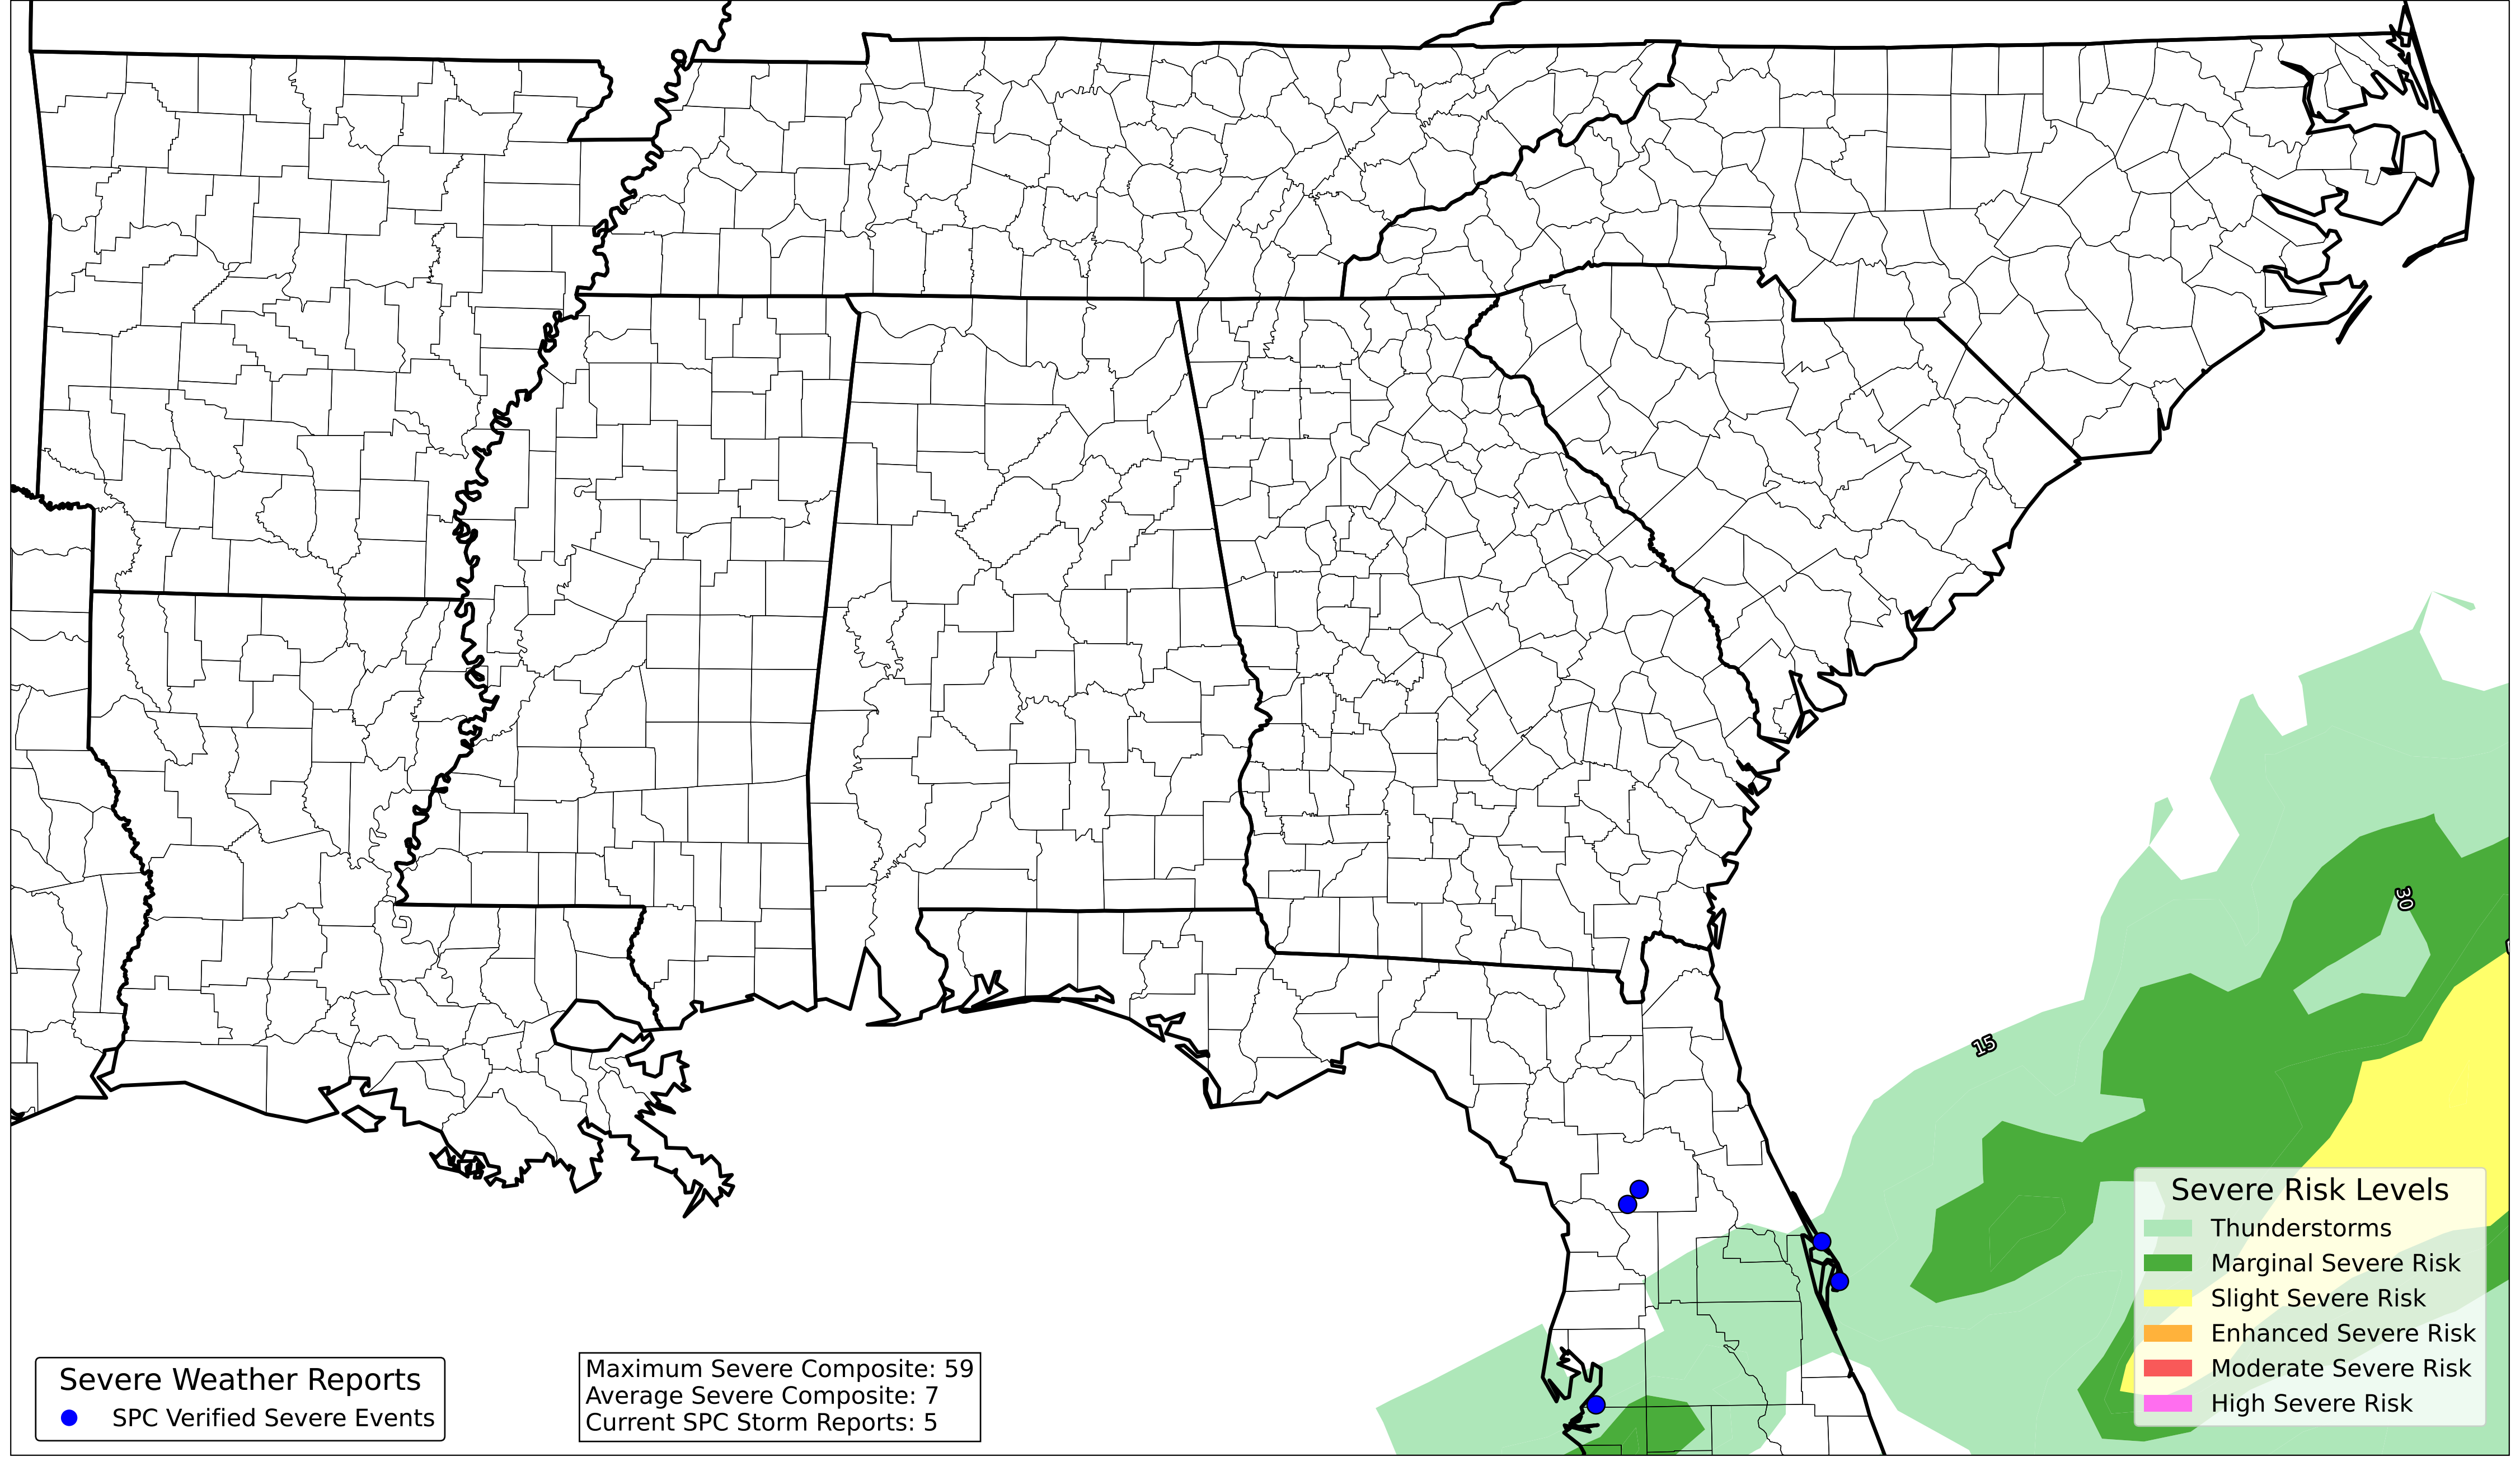 30
15
Severe Risk Levels
Thunderstorms
Marginal Severe Risk
Slight Severe Risk
Enhanced Severe Risk
Moderate Severe Risk
High Severe Risk
Severe Weather Reports
SPC Verified Severe Events
Maximum Severe Composite: 59
Average Severe Composite: 7
Current SPC Storm Reports: 5